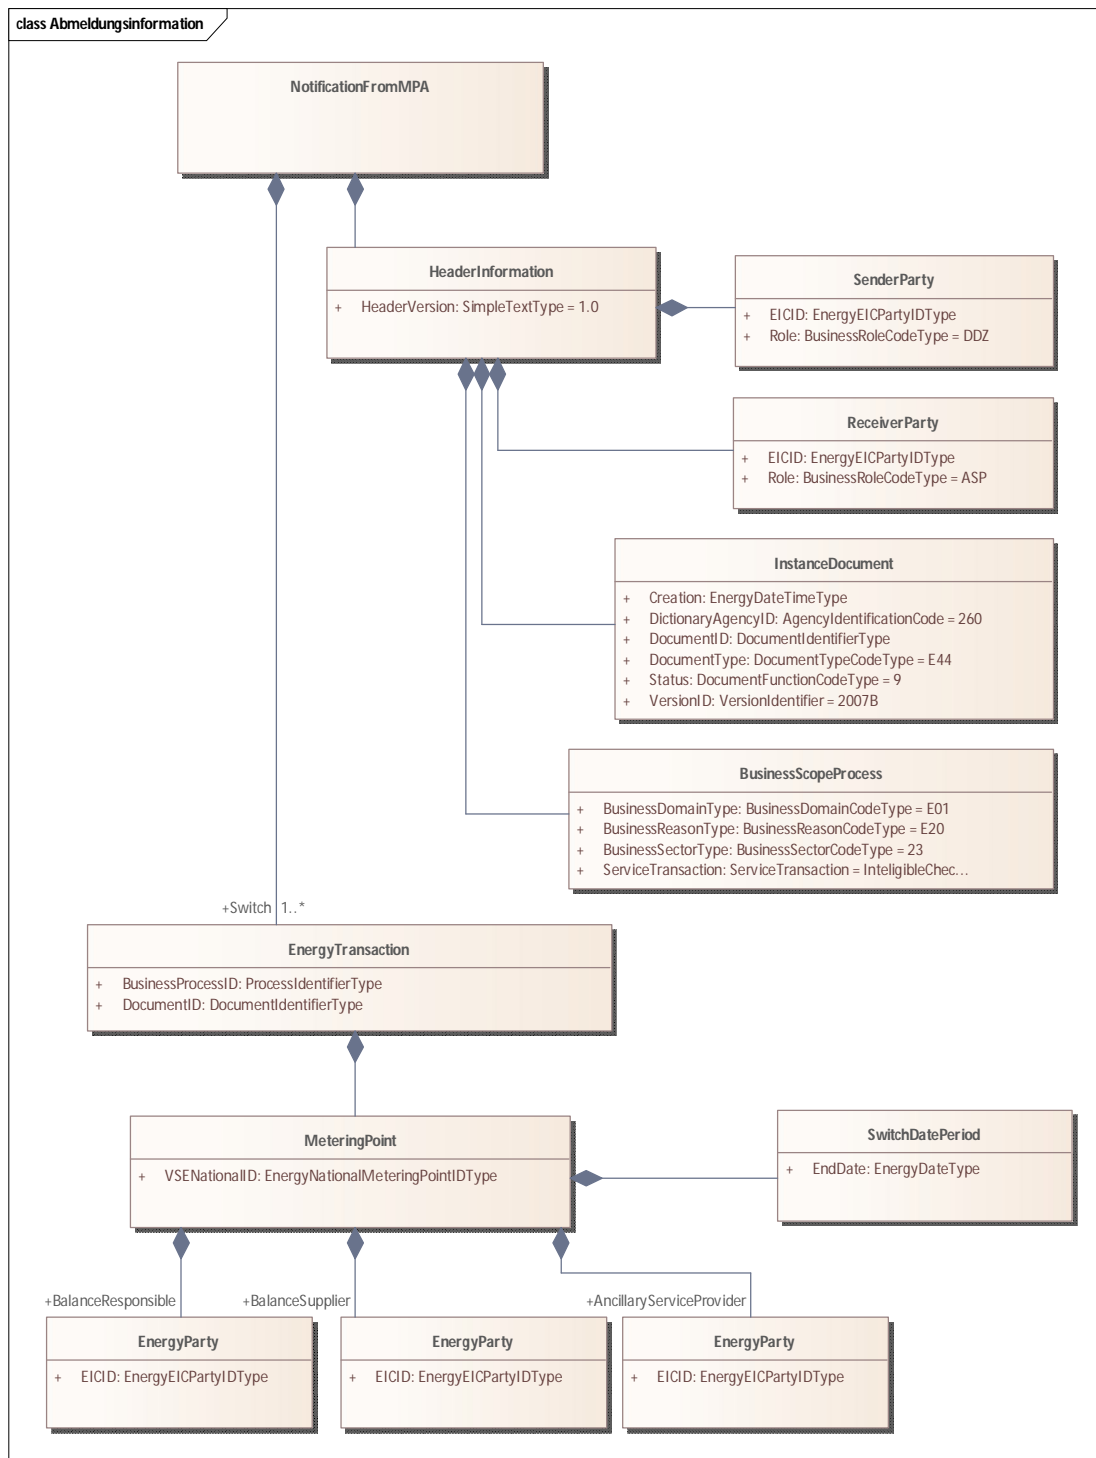 class Abmeldungsinformation
NotificationFromMPA
HeaderInformation
+ HeaderVersion: SimpleTextType = 1.0
SenderParty
+ EICID: EnergyEICPartyIDType
+ Role: BusinessRoleCodeType = DDZ
ReceiverParty
+ EICID: EnergyEICPartyIDType
+ Role: BusinessRoleCodeType = ASP
InstanceDocument
+ Creation: EnergyDateTimeType
+ DictionaryAgencyID: AgencyIdentificationCode = 260
+ DocumentID: DocumentIdentifierType
+ DocumentType: DocumentTypeCodeType = E44
+ Status: DocumentFunctionCodeType = 9
+ VersionID: VersionIdentifier = 2007B
BusinessScopeProcess
+ BusinessDomainType: BusinessDomainCodeType = E01
+ BusinessReasonType: BusinessReasonCodeType = E20
+ BusinessSectorType: BusinessSectorCodeType = 23
+ ServiceTransaction: ServiceTransaction = InteligibleChec...
+Switch 1..*
EnergyTransaction
+ BusinessProcessID: ProcessIdentifierType
+ DocumentID: DocumentIdentifierType
MeteringPoint
+ VSENationalID: EnergyNationalMeteringPointIDType
SwitchDatePeriod
+ EndDate: EnergyDateType
+BalanceResponsible
+BalanceSupplier
+AncillaryServiceProvider
EnergyParty
+ EICID: EnergyEICPartyIDType
EnergyParty
+ EICID: EnergyEICPartyIDType
EnergyParty
+ EICID: EnergyEICPartyIDType